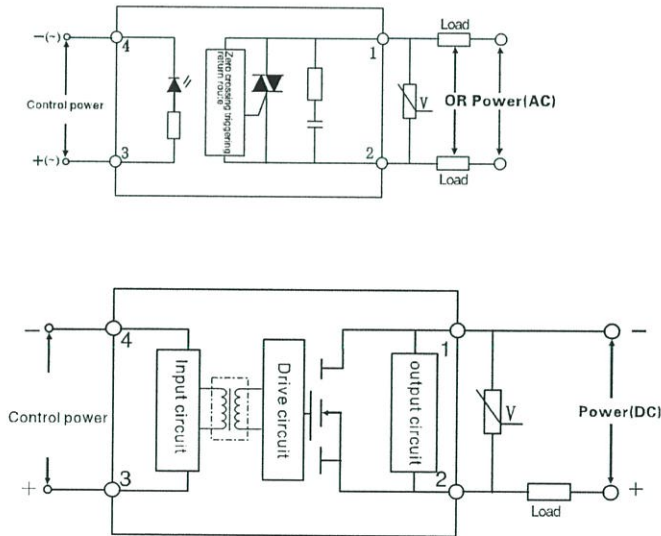 −(~)
4
1
Load
Control power
Zero crossing triggering
return route
V
OR Power(AC)
+(~)
3
2
Load
−
4
1
−
Input circuit
Drive circuit
output circuit
Control power
V
Power(DC)
+
3
2
+
Load